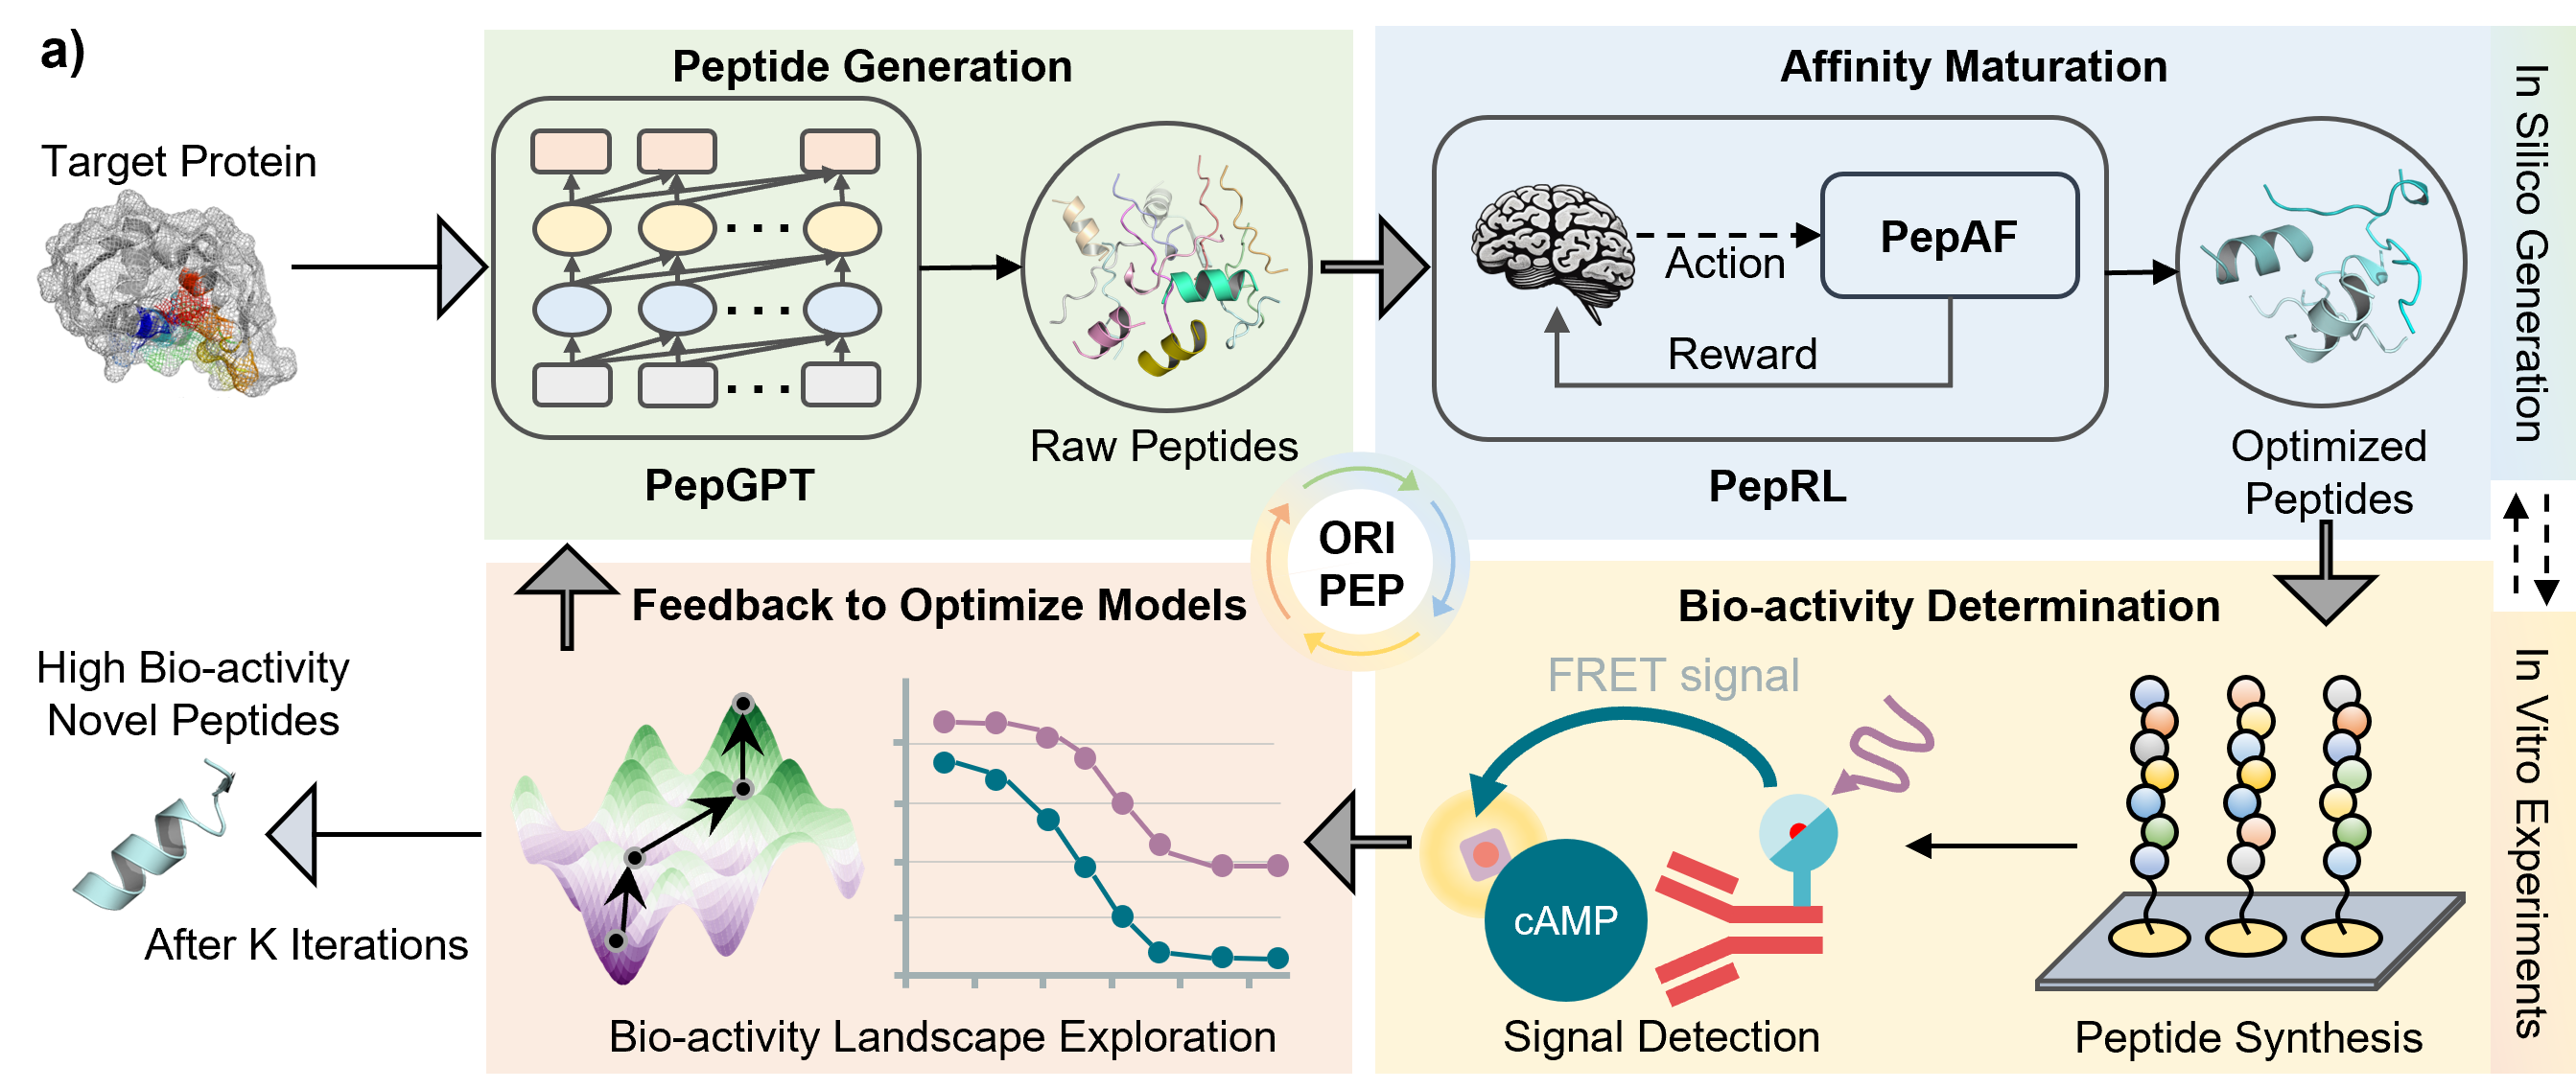 a)
Target Protein
Peptide Generation
PepGPT
Raw Peptides
Affinity Maturation
Action
PepAF
Reward
PepRL
Optimized
Peptides
In Silico Generation
ORI
PEP
Feedback to Optimize Models
Bio-activity Landscape Exploration
Bio-activity Determination
FRET signal
cAMP
Signal Detection
Peptide Synthesis
In Vitro Experiments
High Bio-activity
Novel Peptides
After K Iterations